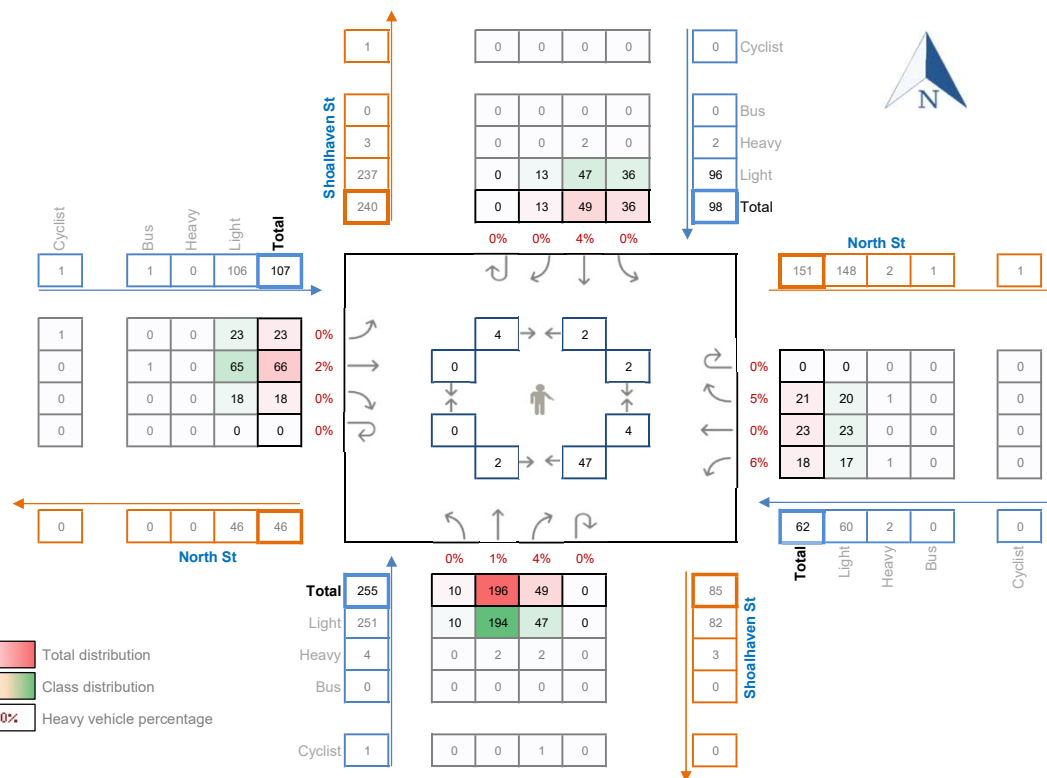 1 0 0 0 0 0 Cyclist
0 0 0 0 0 0 Bus
3 0 0 2 0 2 Heavy
237 0 13 47 36 96 Light
240 0 13 49 36 98 Total
Shoalhaven St
N
0% 0% 4% 0%
Cyclist Bus Heavy Light Total
North St
1 1 0 106 107
151 148 2 1 1
1 0 0 23 23 0%
0 1 0 65 66 2%
0 0 0 18 18 0%
0 0 0 0 0 0%
4 2
0 2
0 4
2 47
0% 0 0 0 0 0
5% 21 20 1 0 0
0% 23 23 0 0 0
6% 18 17 1 0 0
0 0 0 46 46
North St
62 60 2 0 0
Total Light Heavy Bus Cyclist
0% 1% 4% 0%
Total 255 10 196 49 0 85
Light 251 10 194 47 0 82
Heavy 4 0 2 2 0 3
Bus 0 0 0 0 0 0
Cyclist 1 0 0 1 0 0
Shoalhaven St
Total distribution
Class distribution
0% Heavy vehicle percentage